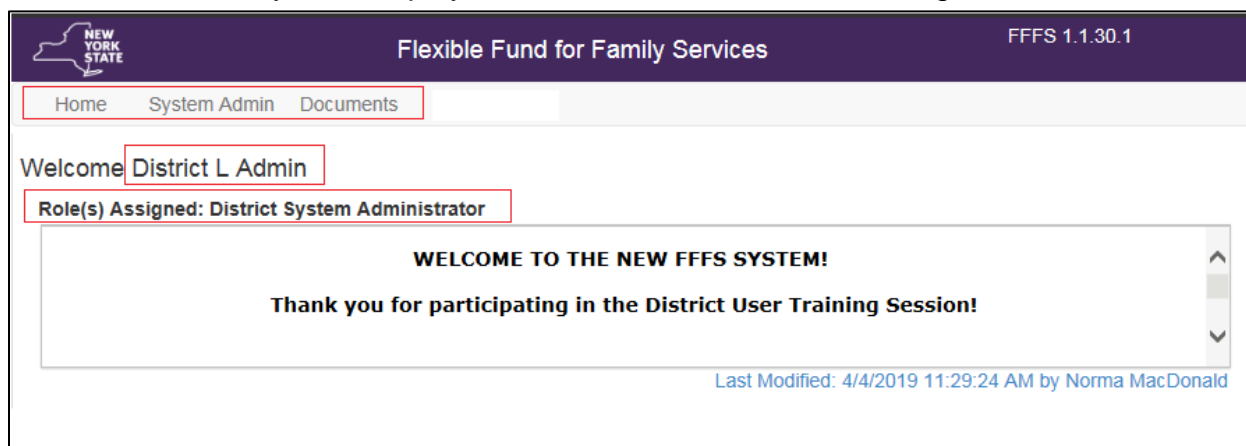 NEW
YORK
STATE
Flexible Fund for Family Services
FFFS 1.1.30.1
Home System Admin Documents
Welcome District L Admin
Role(s) Assigned: District System Administrator
WELCOME TO THE NEW FFFS SYSTEM!
Thank you for participating in the District User Training Session!
Last Modified: 4/4/2019 11:29:24 AM by Norma MacDonald